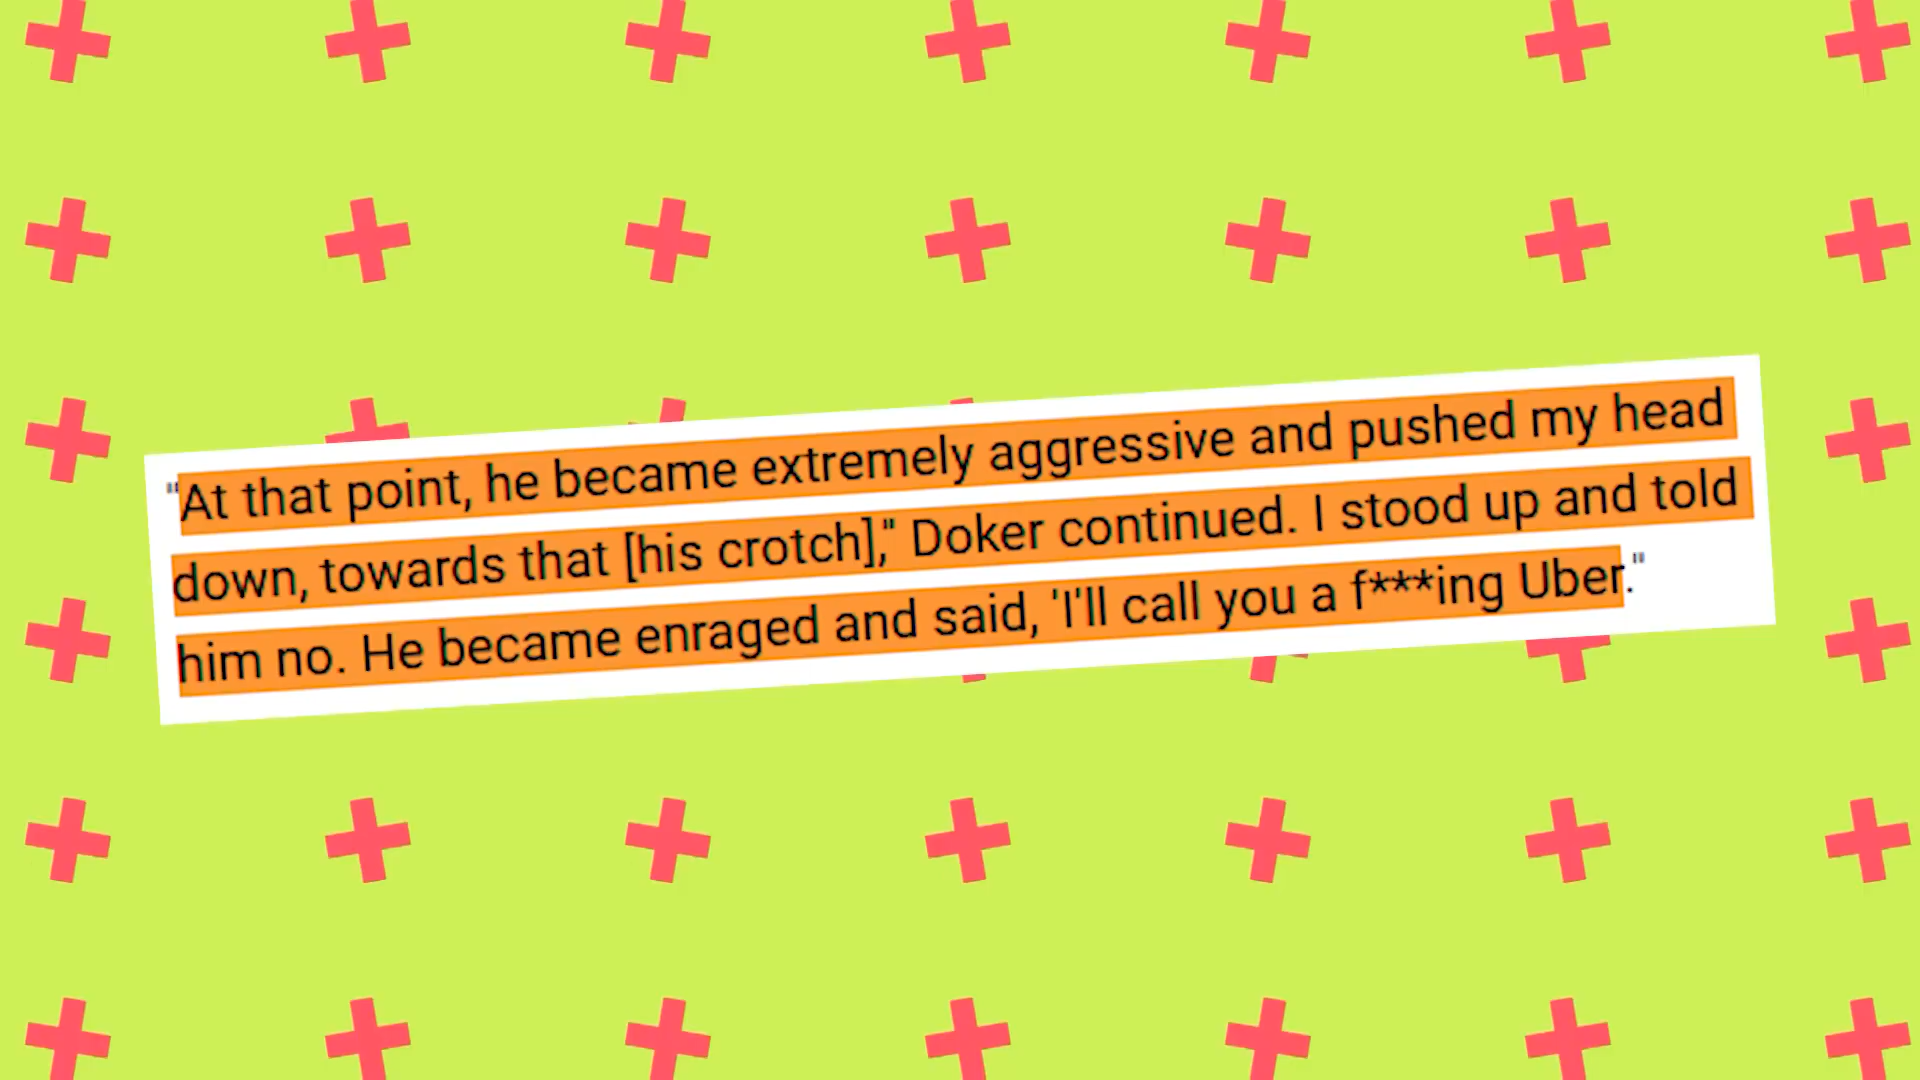 "At that point, he became extremely aggressive and pushed my head
down, towards that [his crotch]," Doker continued. I stood up and told
him no. He became enraged and said, 'I'll call you a f***ing Uber."